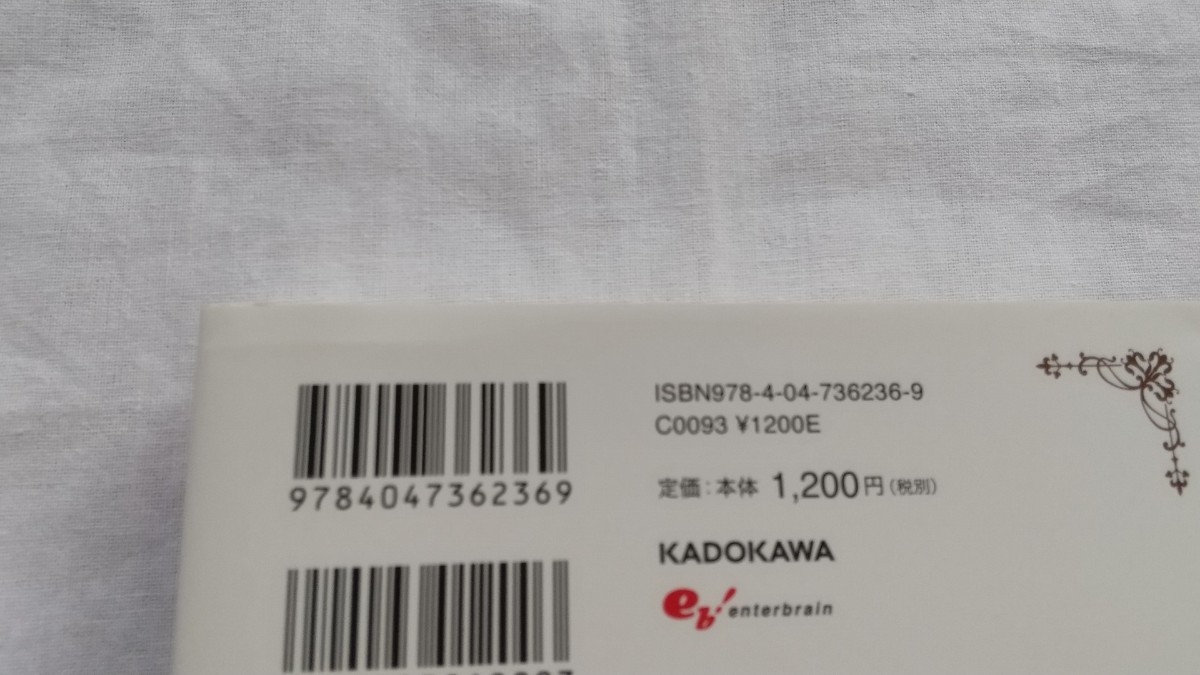 9784047362369
ISBN978-4-04-736236-9
C0093 ¥1200E
定価：本体 1,200円（税別）
KADOKAWA
eb! enterbrain